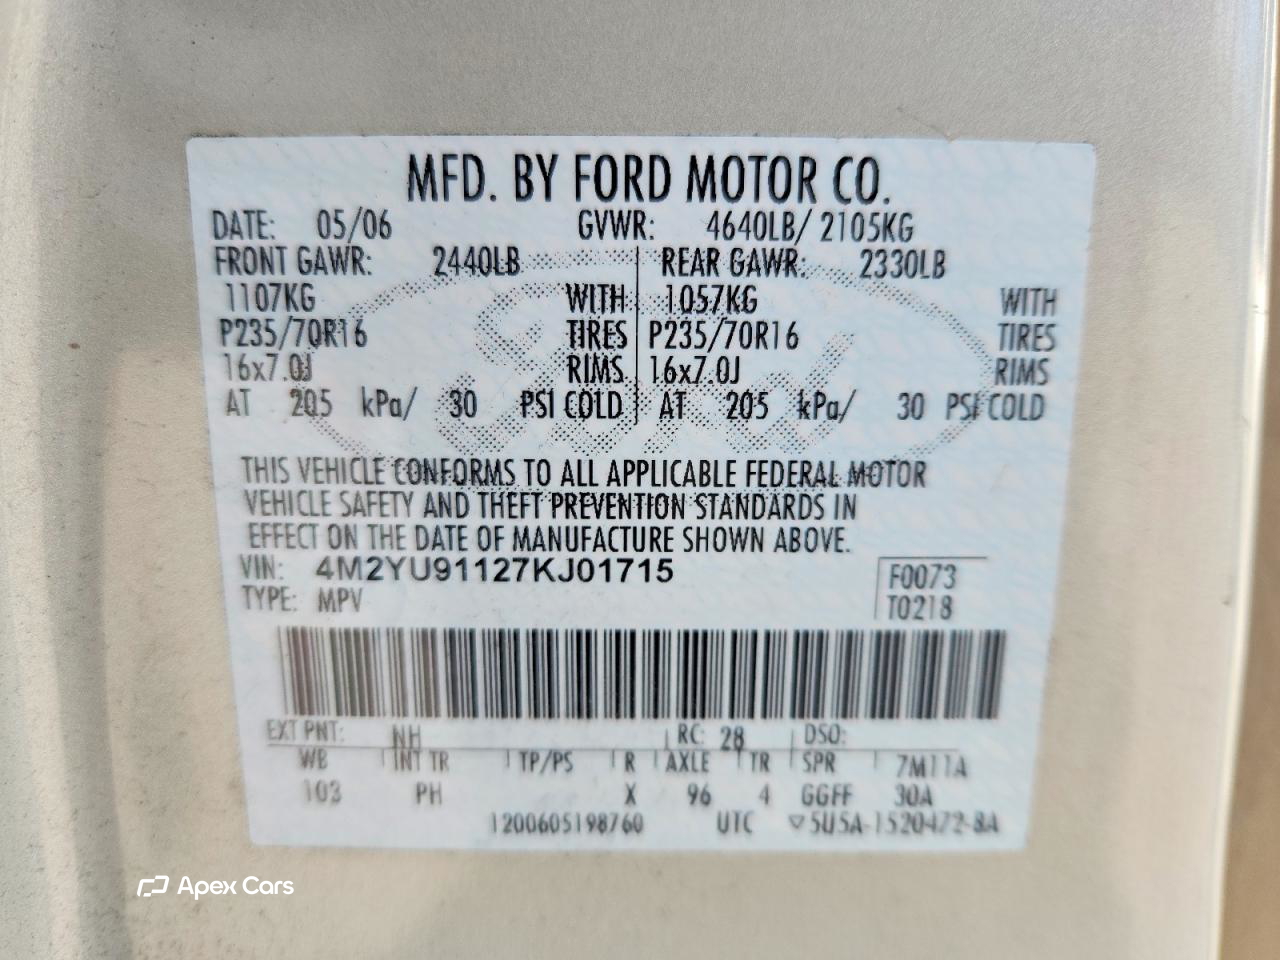 MFD. BY FORD MOTOR CO.
DATE: 05/06 GVWR: 4640LB/ 2105KG
FRONT GAWR: 2440LB REAR GAWR: 2330LB
1107KG WITH 1057KG WITH
P235/70R16 TIRES P235/70R16 TIRES
16x7.0J RIMS 16x7.0J RIMS
AT 205 kPa/ 30 PSI COLD AT 205 kPa/ 30 PSI COLD
Ford
THIS VEHICLE CONFORMS TO ALL APPLICABLE FEDERAL MOTOR
VEHICLE SAFETY AND THEFT PREVENTION STANDARDS IN
EFFECT ON THE DATE OF MANUFACTURE SHOWN ABOVE.
VIN: 4M2YU91127KJ01715 F0073
TYPE: MPV T0218
EXT PNT: NH RC: 28 DSO:
WB INT TR TP/PS R AXLE TR SPR 7M11A
103 PH X 96 4 GGFF 30A
1200605198760 UTC ▽5U5A-1520472-BA
Apex Cars